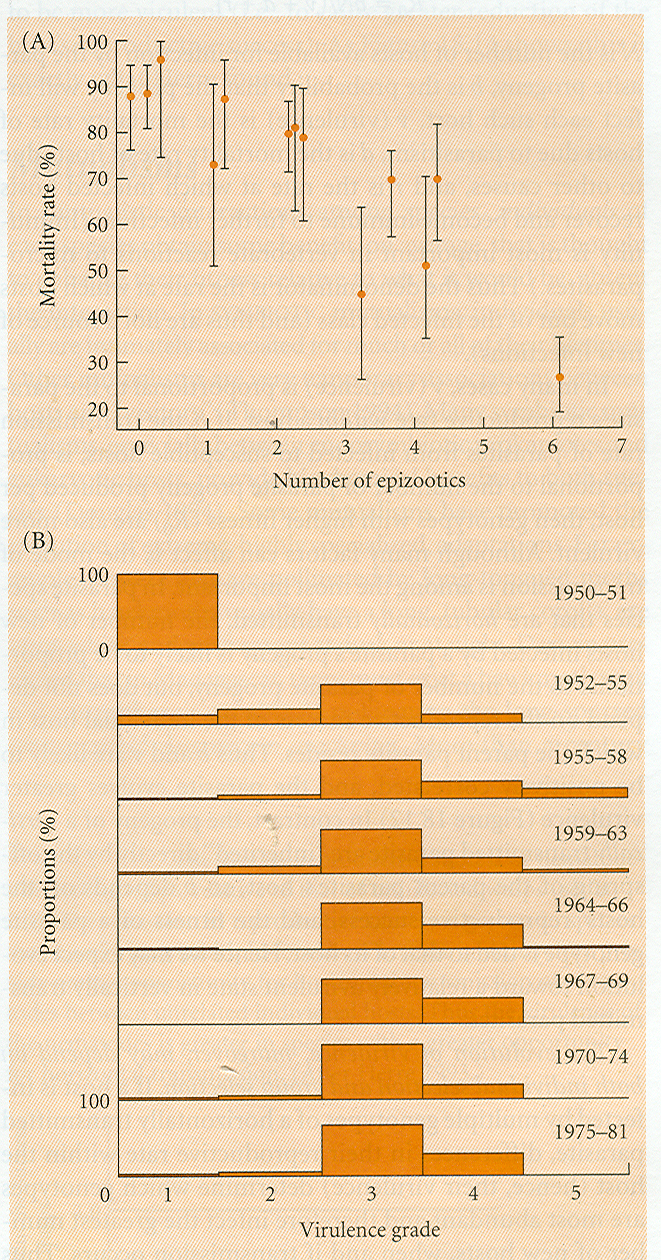 (A)
100
90
80
70
60
50
40
30
20
Mortality rate (%)
0 1 2 3 4 5 6 7
Number of epizootics
(B)
100
0
1950–51
1952–55
1955–58
1959–63
1964–66
1967–69
1970–74
100
1975–81
Proportions (%)
0 1 2 3 4 5
Virulence grade